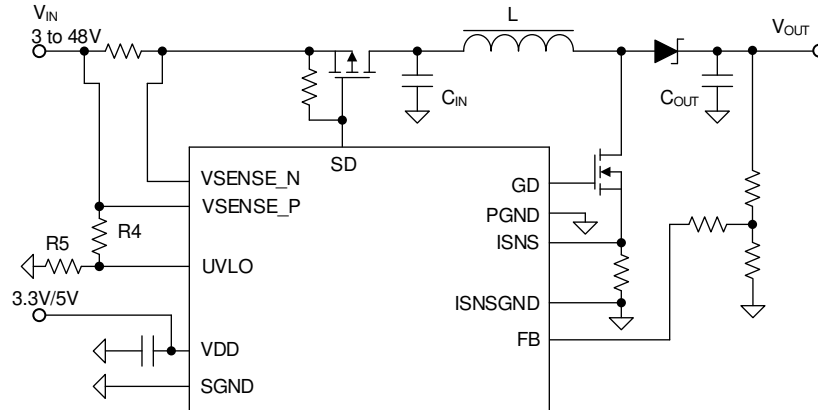 VIN
3 to 48V
L
VOUT
CIN
COUT
SD
VSENSE_N
GD
VSENSE_P
PGND
R5
R4
ISNS
UVLO
3.3V/5V
ISNSGND
VDD
FB
SGND